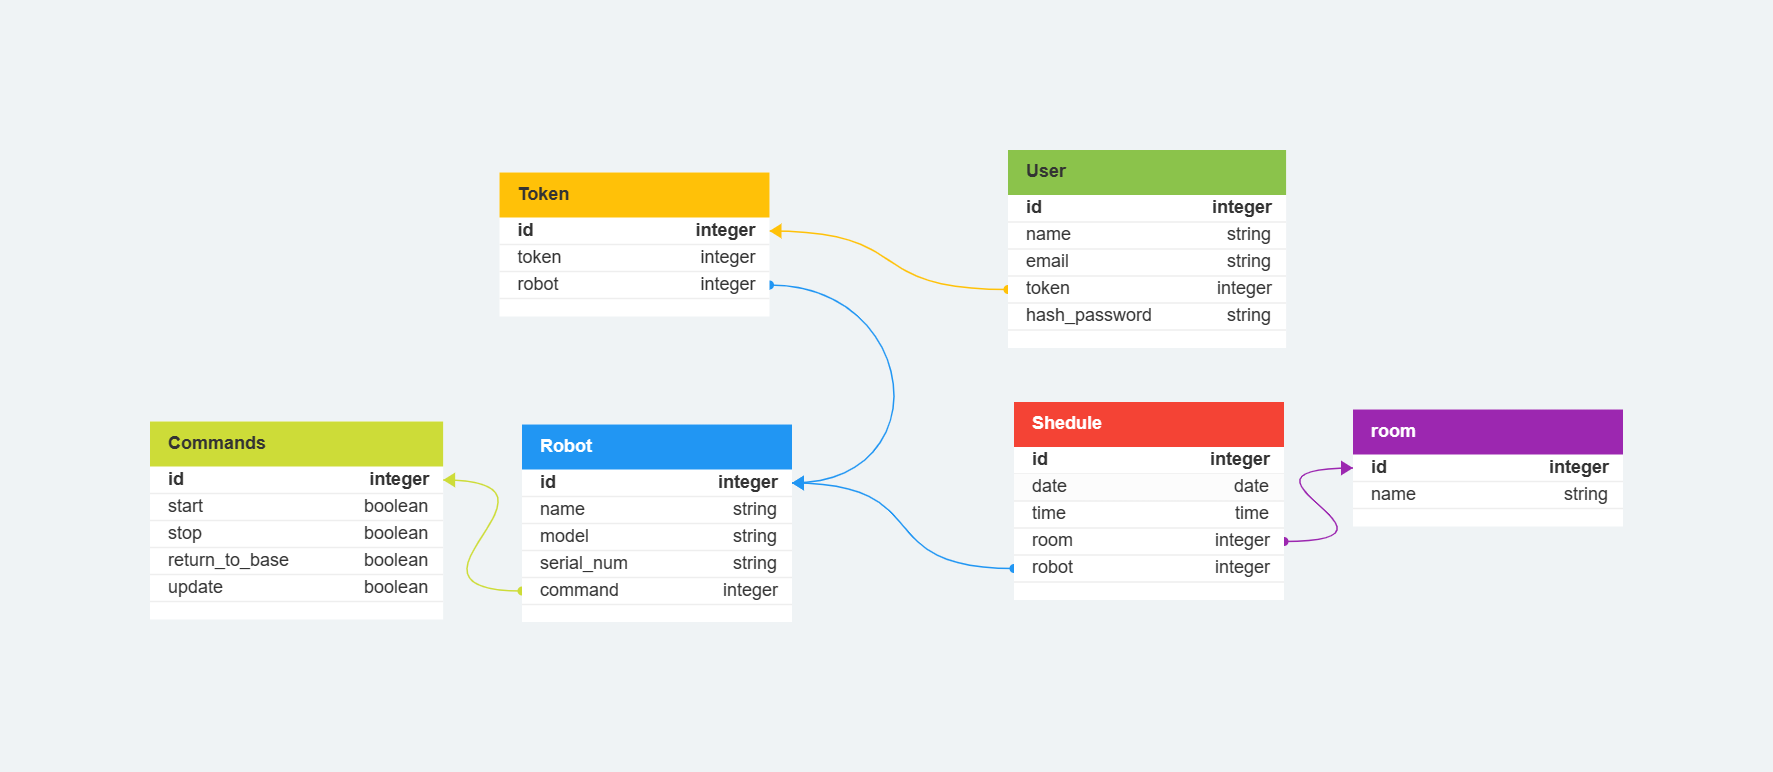 Token
id integer
token integer
robot integer
User
id integer
name string
email string
token integer
hash_password string
Commands
id integer
start boolean
stop boolean
return_to_base boolean
update boolean
Robot
id integer
name string
model string
serial_num string
command integer
Shedule
id integer
date date
time time
room integer
robot integer
room
id integer
name string